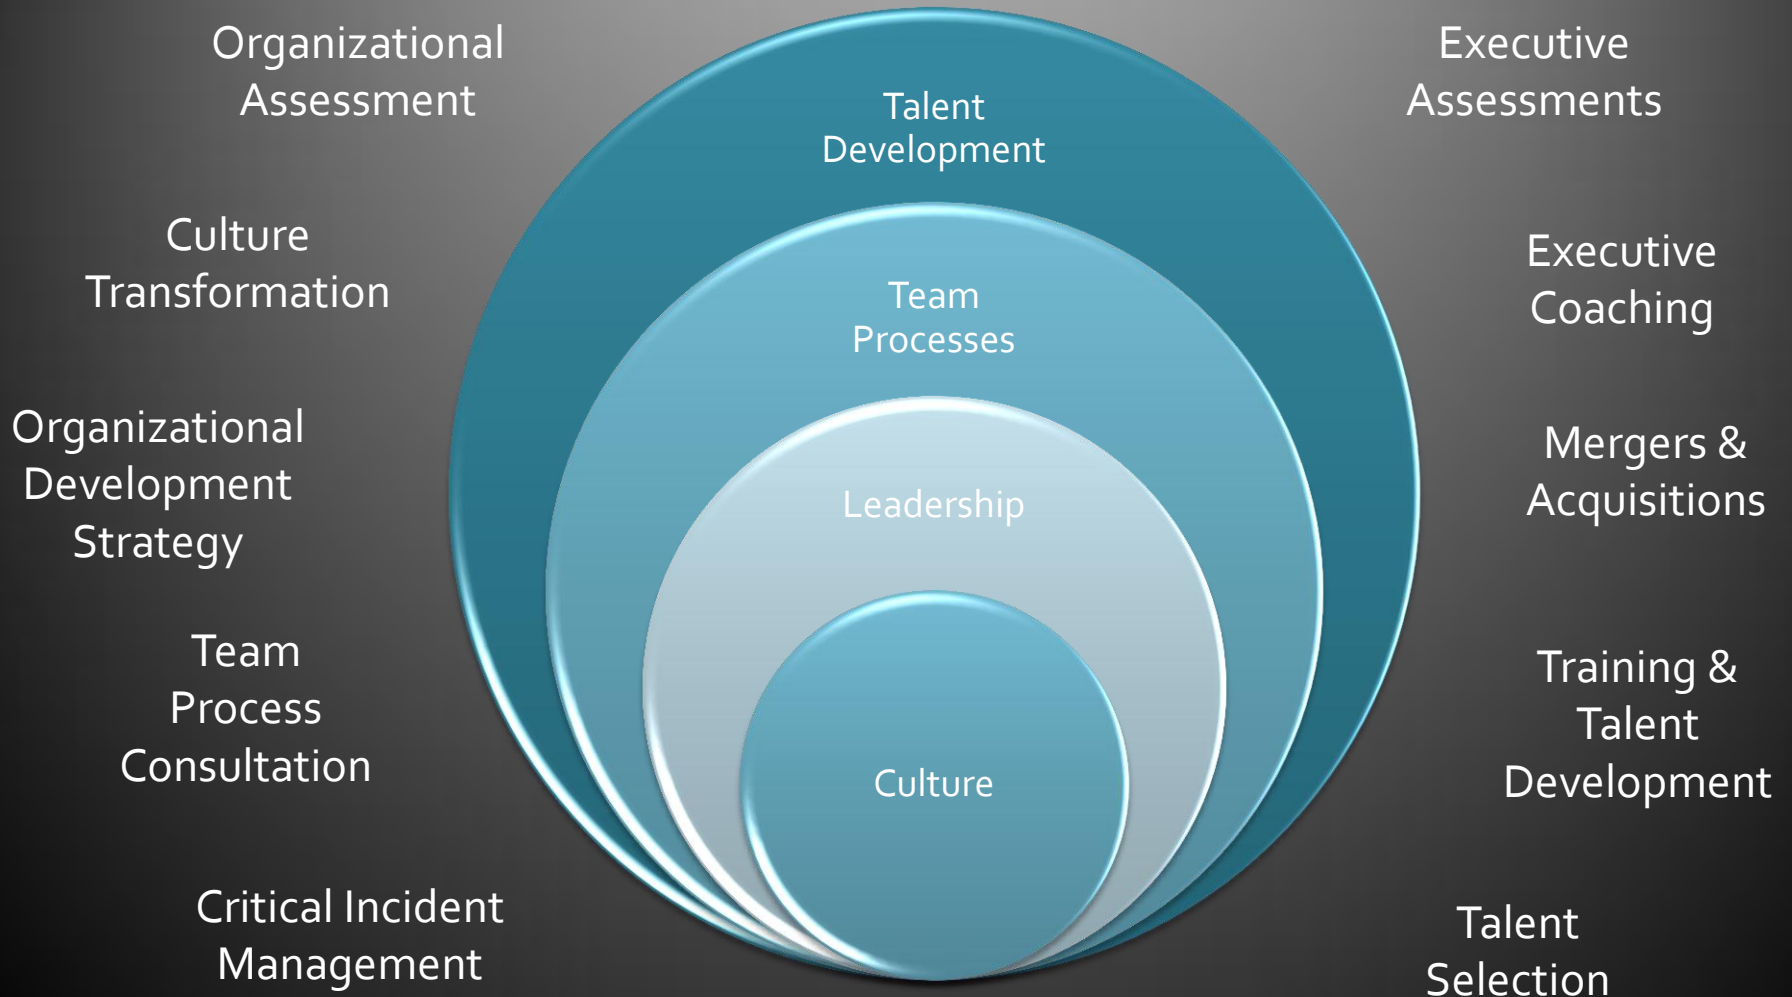 Organizational
Assessment
Culture
Transformation
Organizational
Development
Strategy
Team
Process
Consultation
Critical Incident
Management
Talent
Development
Team
Processes
Leadership
Culture
Executive
Assessments
Executive
Coaching
Mergers &
Acquisitions
Training &
Talent
Development
Talent
Selection